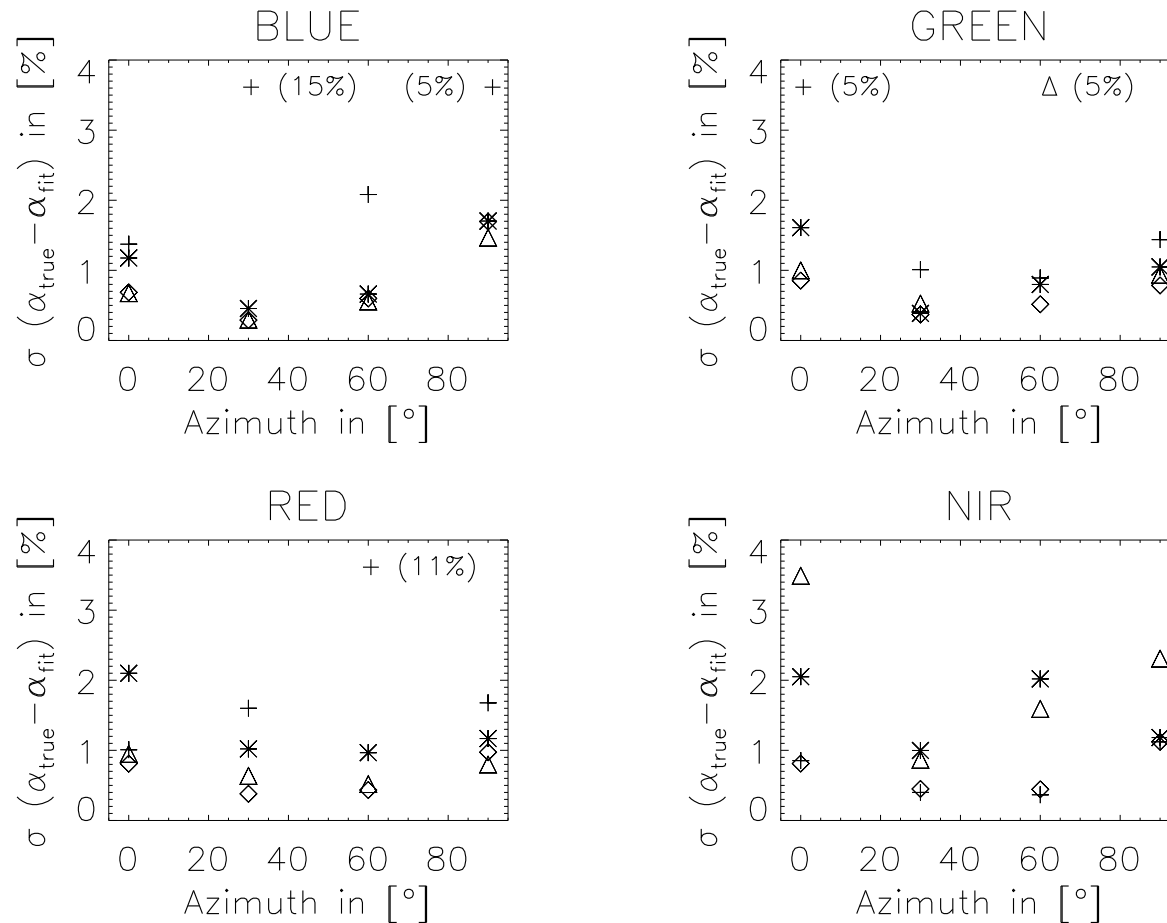 BLUE
σ (α_true−α_fit) in [%]
4
3
2
1
0
+ (15%) (5%) +
0 20 40 60 80
Azimuth in [°]
GREEN
σ (α_true−α_fit) in [%]
4
3
2
1
0
+ (5%) △ (5%)
0 20 40 60 80
Azimuth in [°]
RED
σ (α_true−α_fit) in [%]
4
3
2
1
0
+ (11%)
0 20 40 60 80
Azimuth in [°]
NIR
σ (α_true−α_fit) in [%]
4
3
2
1
0
0 20 40 60 80
Azimuth in [°]